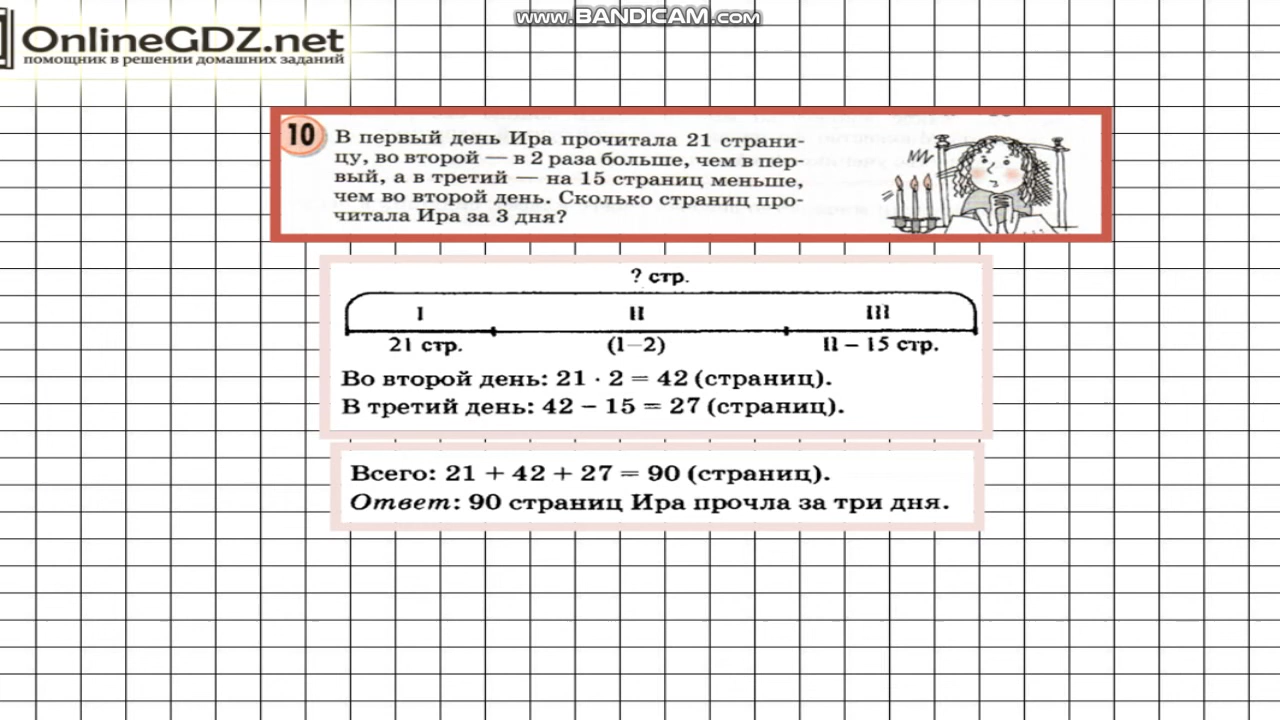 www.BANDICAM.com
OnlineGDZ.net
помощник в решении домашних заданий
10
В первый день Ира прочитала 21 страни-
цу, во второй — в 2 раза больше, чем в пер-
вый, а в третий — на 15 страниц меньше,
чем во второй день. Сколько страниц про-
читала Ира за 3 дня?
? стр.
I II III
21 стр. (I–2) II – 15 стр.
Во второй день: 21 · 2 = 42 (страниц).
В третий день: 42 – 15 = 27 (страниц).
Всего: 21 + 42 + 27 = 90 (страниц).
Ответ: 90 страниц Ира прочла за три дня.